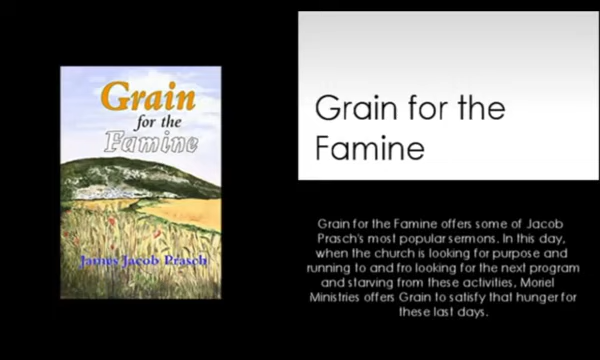 Grain
for the
Famine
James Jacob Prasch
Grain for the
Famine
Grain for the Famine offers some of Jacob
Prasch's most popular sermons. In this day,
when the church is looking for purpose and
running to and fro looking for the next program
and starving from these activities, Moriel
Ministries offers Grain to satisfy that hunger for
these last days.